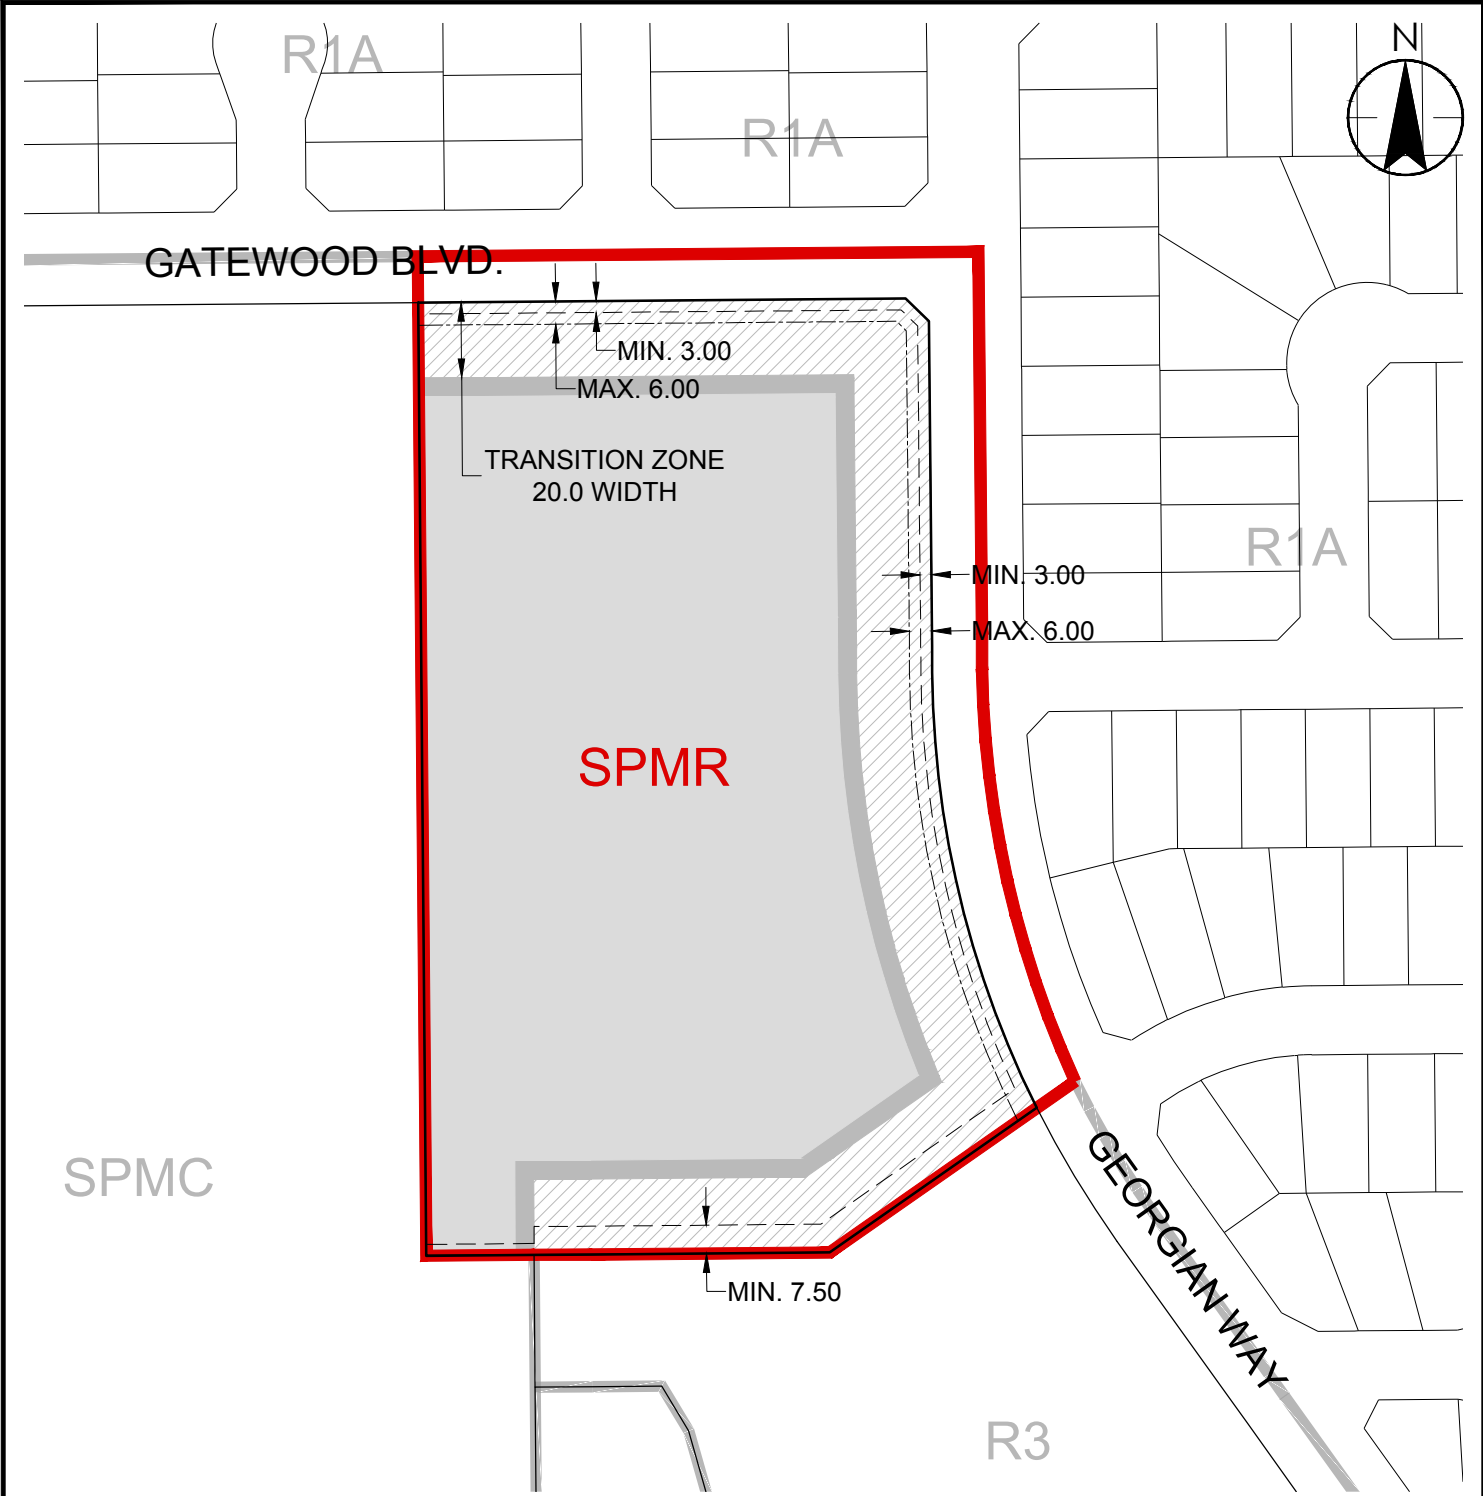 R1A
N
R1A
GATEWOOD BLVD.
MIN. 3.00
MAX. 6.00
TRANSITION ZONE
20.0 WIDTH
R1A
MIN. 3.00
MAX. 6.00
SPMR
SPMC
GEORGIAN WAY
MIN. 7.50
R3